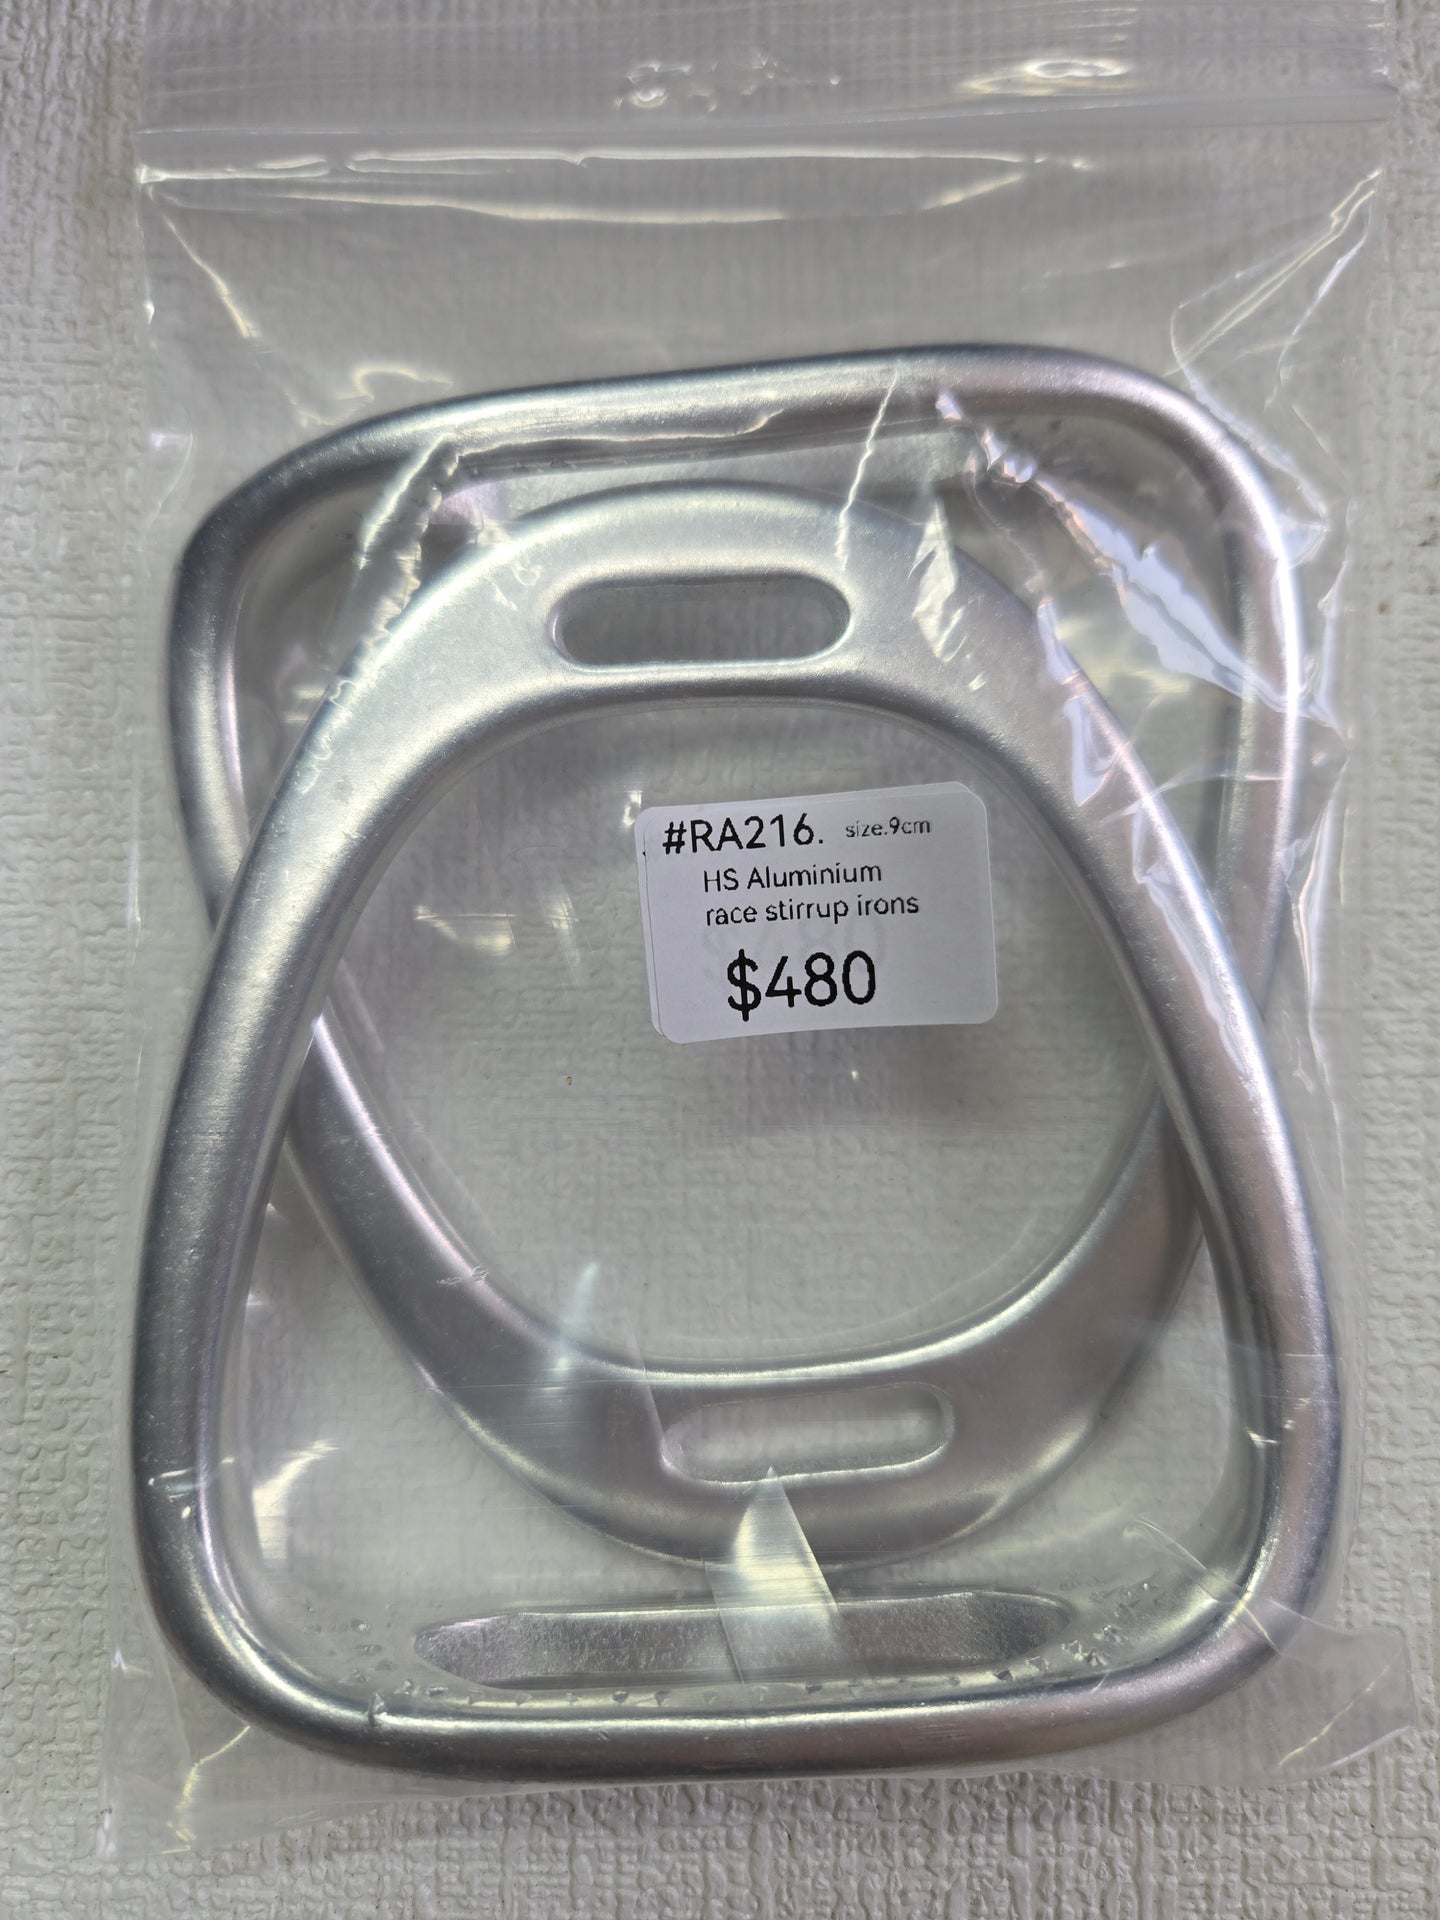 #RA216. size.9cm
HS Aluminium
race stirrup irons
$480